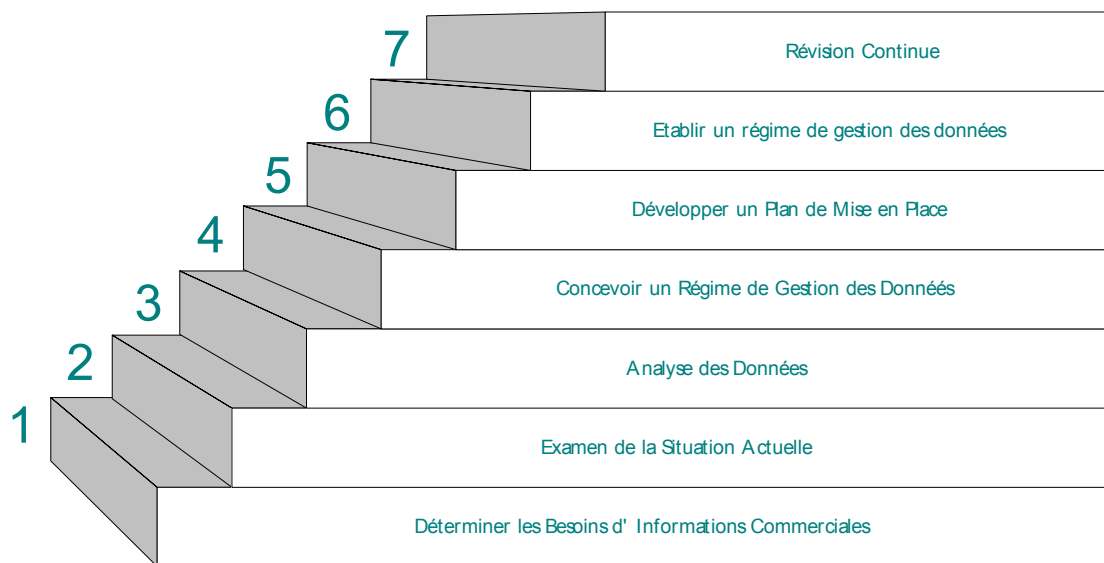 7
Révision Continue
6
Etablir un régime de gestion des données
5
Développer un Plan de Mise en Place
4
Concevoir un Régime de Gestion des Donnéés
3
Analyse des Données
2
Examen de la Situation Actuelle
1
Déterminer les Besoins d' Informations Commerciales